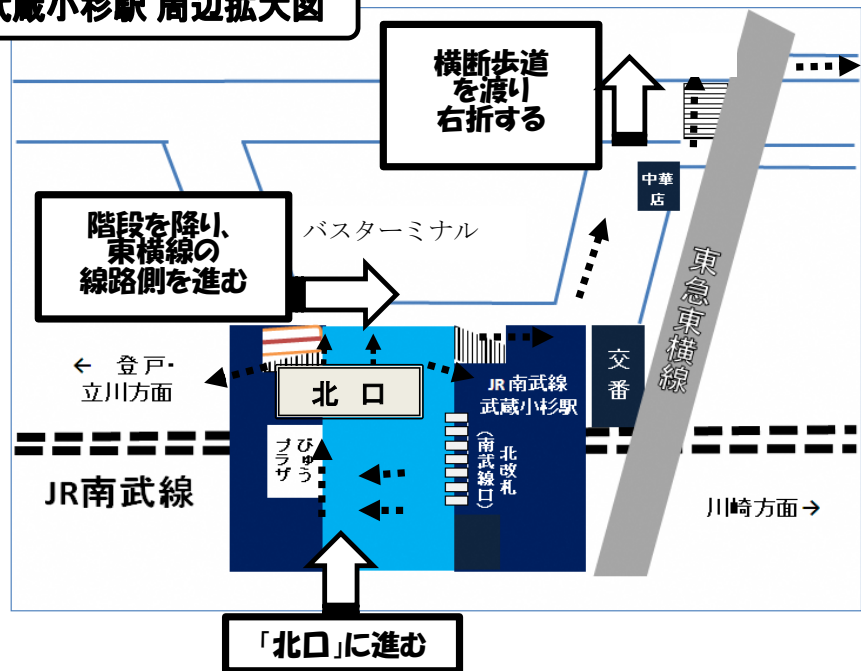 武蔵小杉駅 周辺拡大図
横断歩道
を渡り
右折する
中華
店
階段を降り、
東横線の
線路側を進む
バスターミナル
東急東横線
← 登戸・
立川方面
北 口
JR南武線
武蔵小杉駅
交
番
びゅう
プラザ
北改札
(南武線口)
JR南武線
川崎方面→
「北口」に進む